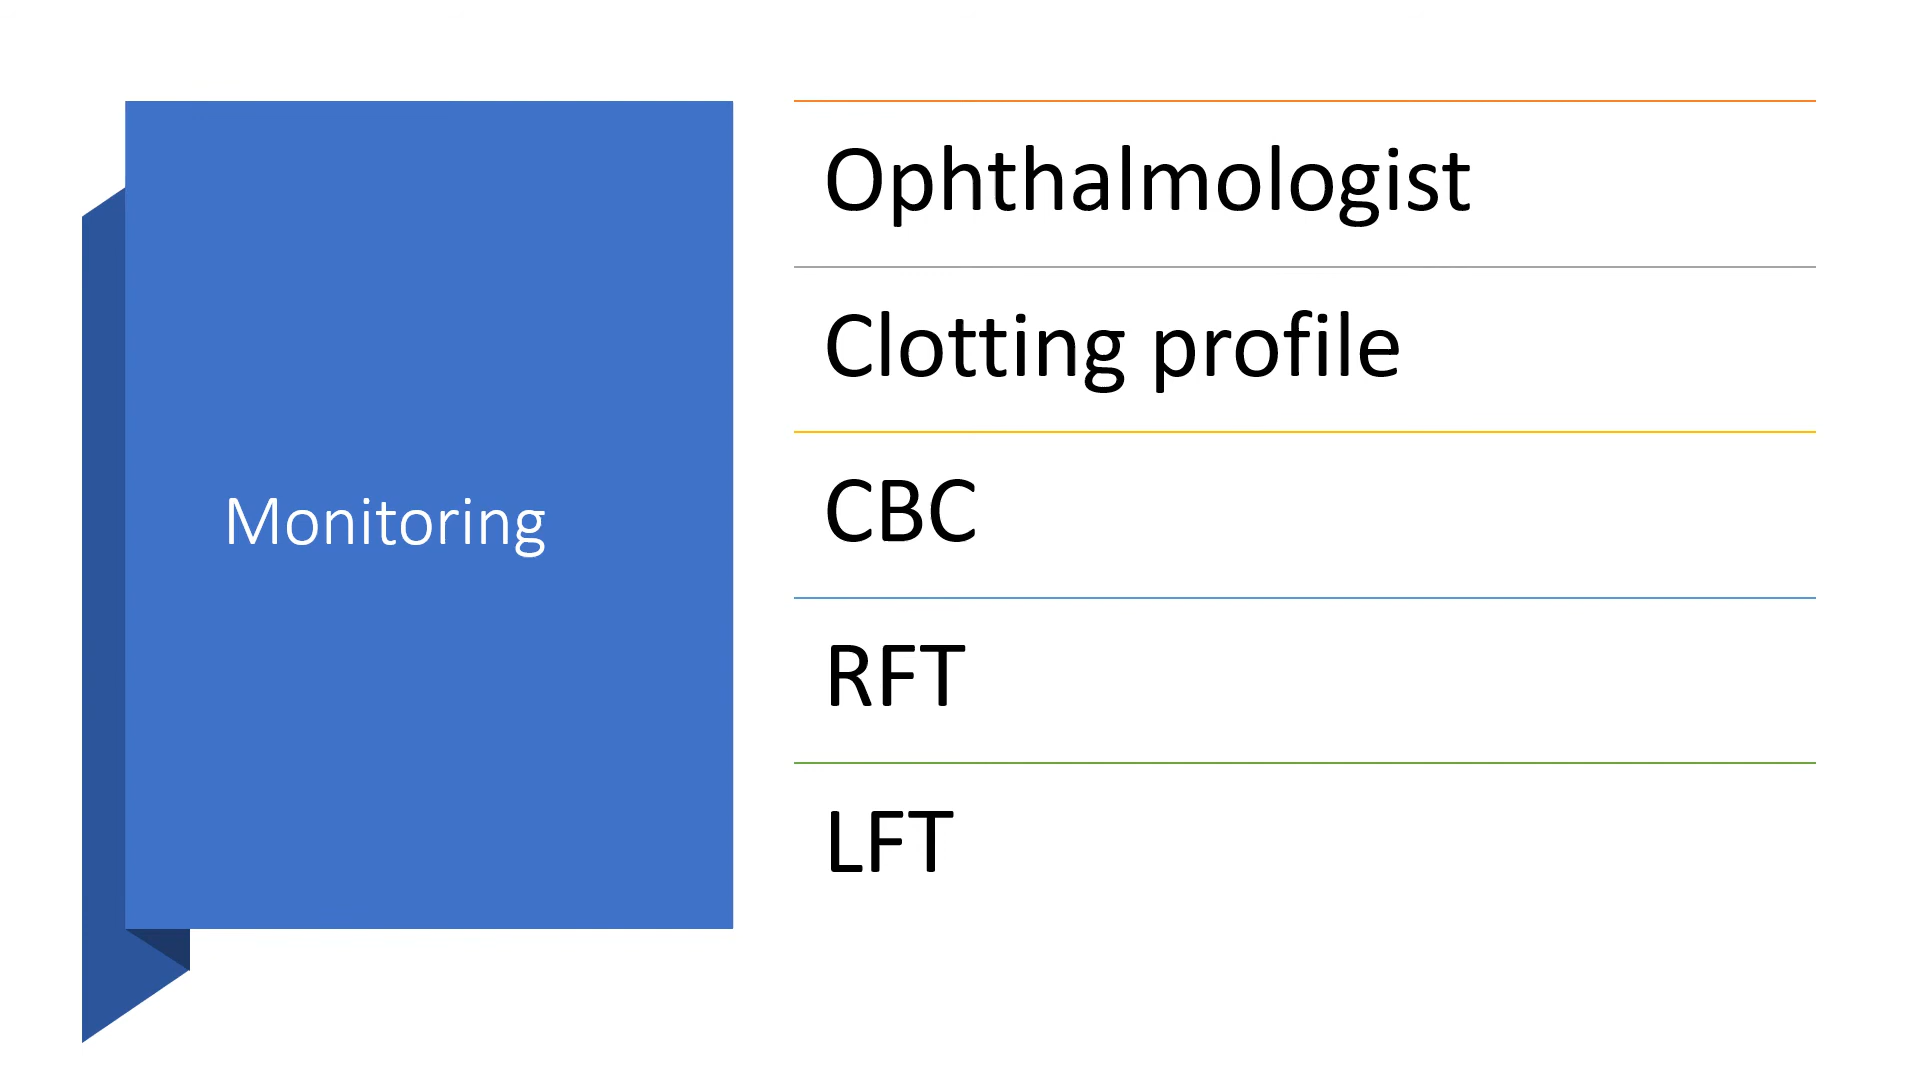 Monitoring
Ophthalmologist
Clotting profile
CBC
RFT
LFT